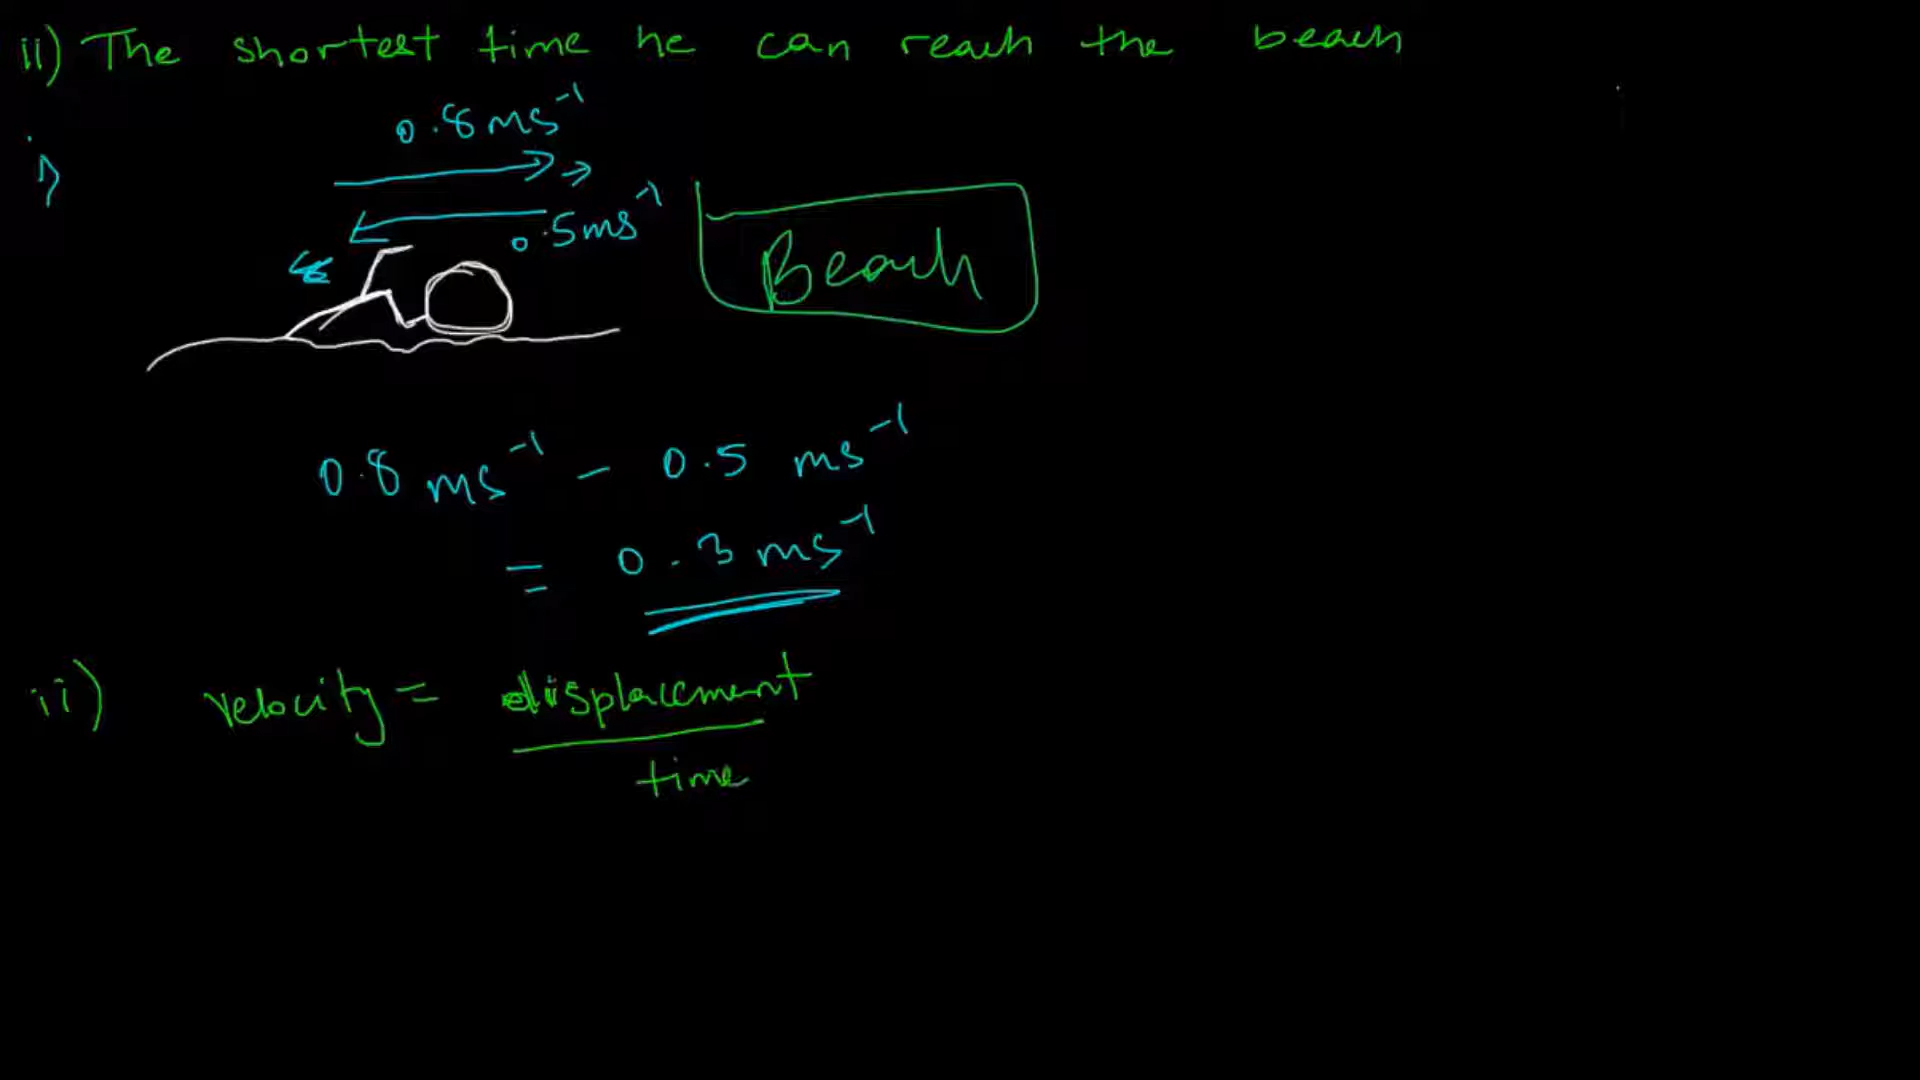 ii) The shortest time he can reach the beach
i)
0.8 ms⁻¹
0.5 ms⁻¹
Beach
0.8 ms⁻¹ - 0.5 ms⁻¹
= 0.3 ms⁻¹
ii) velocity = displacement
time